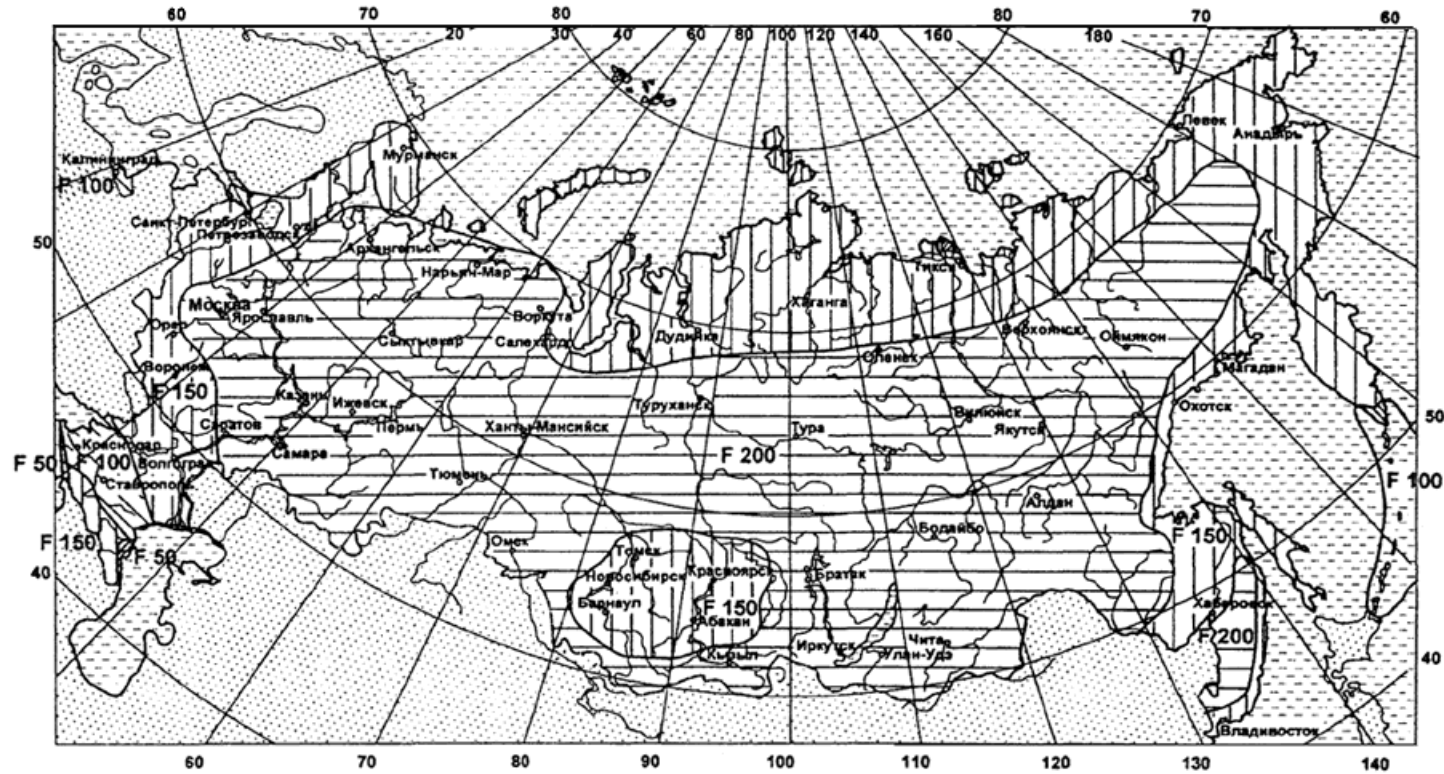 60 70 80 80 70 60
20 30 40 60 80 100 120 140 160 180
Певек
Анадырь
Мурманск
Калининград
F 100
Санкт-Петербург
Петрозаводск
50
Архангельск
Нарьян-Мар
Тикси
Москва
Ярославль
Хатанга
Орел
Воркута
Сыктывкар
Салехард
Дудинка
Верхоянск
Оймякон
Оленек
Воронеж
Магадан
F 150
Казань
Ижевск
Туруханск
Охотск
Вилюйск
50
Саратов
Пермь
Ханты-Мансийск
Тура
Якутск
Краснодар
Самара
F 50
F 100
Волгоград
F 200
Тюмень
F 100
Ставрополь
Алдан
Бодайбо
F 150
F 150
Омск
F 50
Томск
40
Новосибирск
Красноярск
Братск
Барнаул
F 150
Хабаровск
Абакан
F 200
Чита
Кызыл
Иркутск
Улан-Удэ
40
Владивосток
60 70 80 90 100 110 120 130 140